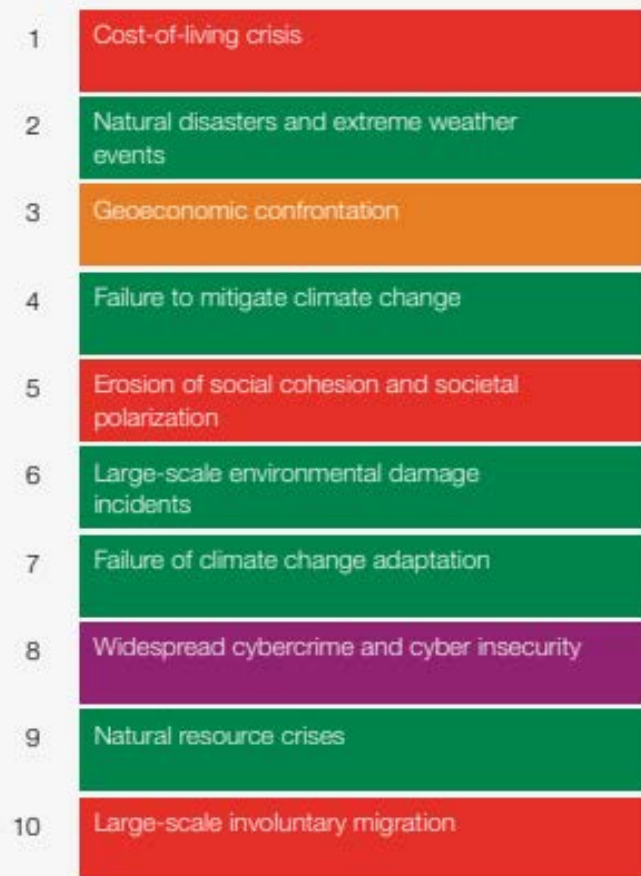 1 Cost-of-living crisis
2 Natural disasters and extreme weather
events
3 Geoeconomic confrontation
4 Failure to mitigate climate change
5 Erosion of social cohesion and societal
polarization
6 Large-scale environmental damage
incidents
7 Failure of climate change adaptation
8 Widespread cybercrime and cyber insecurity
9 Natural resource crises
10 Large-scale involuntary migration